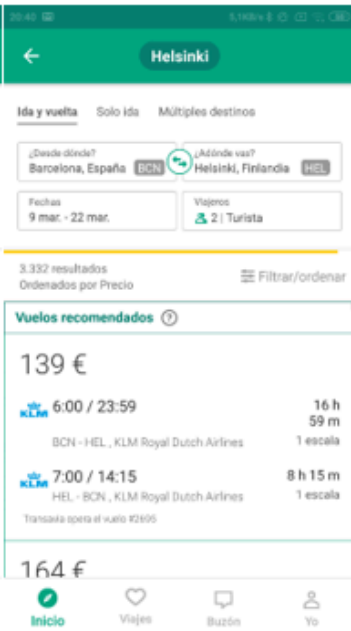 20:40
Helsinki
Ida y vuelta Solo ida Múltiples destinos
¿Desde dónde? ¿Adónde vas?
Barcelona, España BCN Helsinki, Finlandia HEL
Fechas Viajeros
9 mar. - 22 mar. 2 | Turista
3.332 resultados
Ordenados por Precio
Filtrar/ordenar
Vuelos recomendados ?
139 €
KLM 6:00 / 23:59 16 h
59 m
BCN - HEL , KLM Royal Dutch Airlines 1 escala
KLM 7:00 / 14:15 8 h 15 m
HEL - BCN , KLM Royal Dutch Airlines 1 escala
Transavia opera el vuelo #2695
164 €
Inicio Viajes Buzón Yo